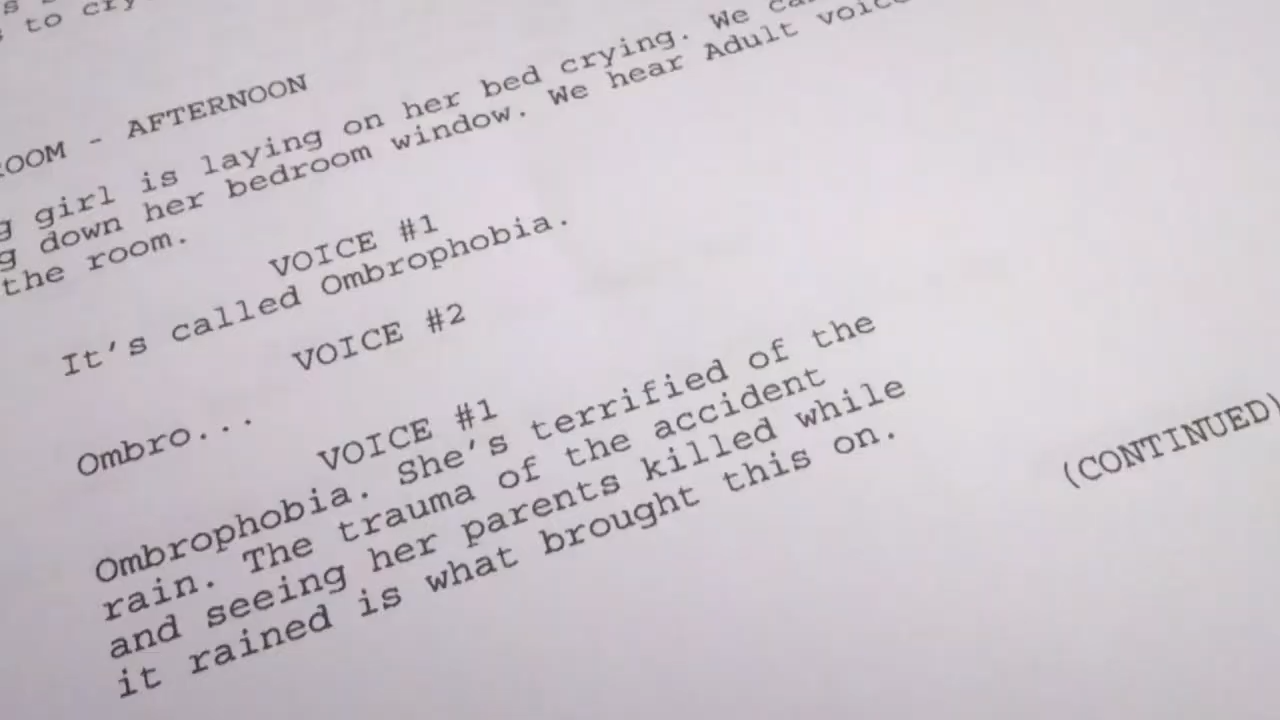 to cry
OOM - AFTERNOON
girl is laying on her bed crying. We
down her bedroom window. We hear Adult
the room.
VOICE #1
It's called Ombrophobia.
VOICE #2
Ombro...
VOICE #1
Ombrophobia. She's terrified of the
rain. The trauma of the accident
and seeing her parents killed while
it rained is what brought this on.
(CONTINUED)